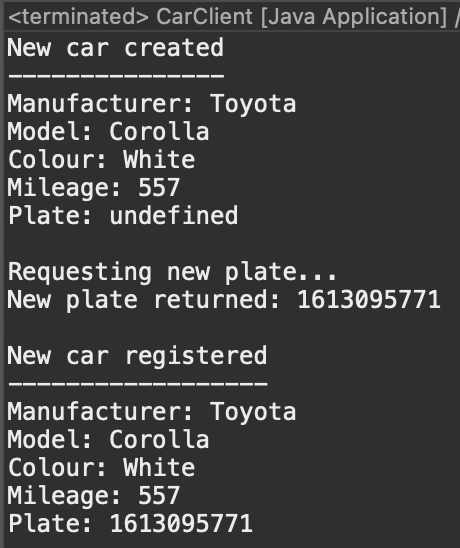 <terminated> CarClient [Java Application] /
New car created
---------------
Manufacturer: Toyota
Model: Corolla
Colour: White
Mileage: 557
Plate: undefined
Requesting new plate...
New plate returned: 1613095771
New car registered
------------------
Manufacturer: Toyota
Model: Corolla
Colour: White
Mileage: 557
Plate: 1613095771